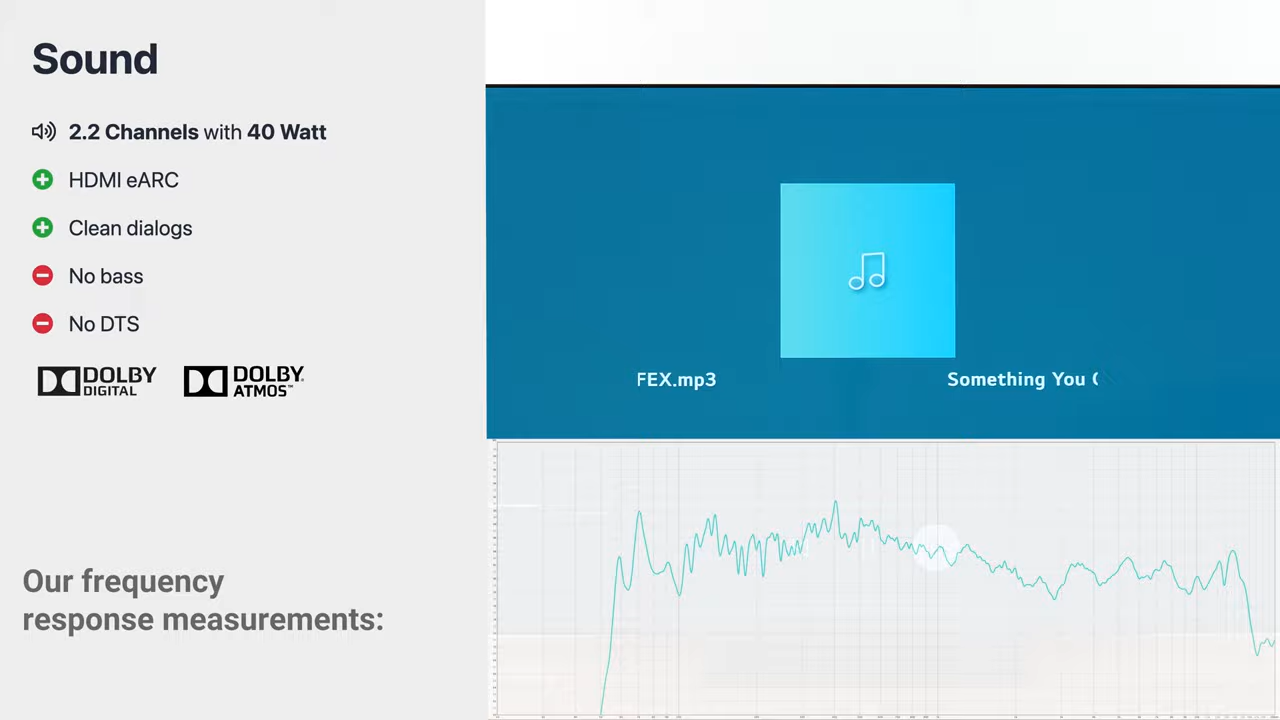 Sound
2.2 Channels with 40 Watt
HDMI eARC
Clean dialogs
No bass
No DTS
DOLBY DIGITAL
DOLBY ATMOS™
FEX.mp3
Something You
Our frequency
response measurements: